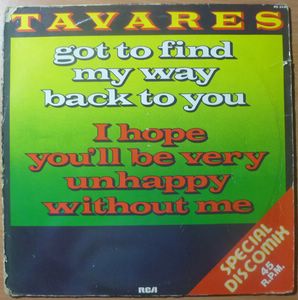 TAVARES
got to find
my way
back to you
I hope
you'll be very
unhappy
without me
SPECIAL
DISCOMIX
45
R.P.M.
RCA